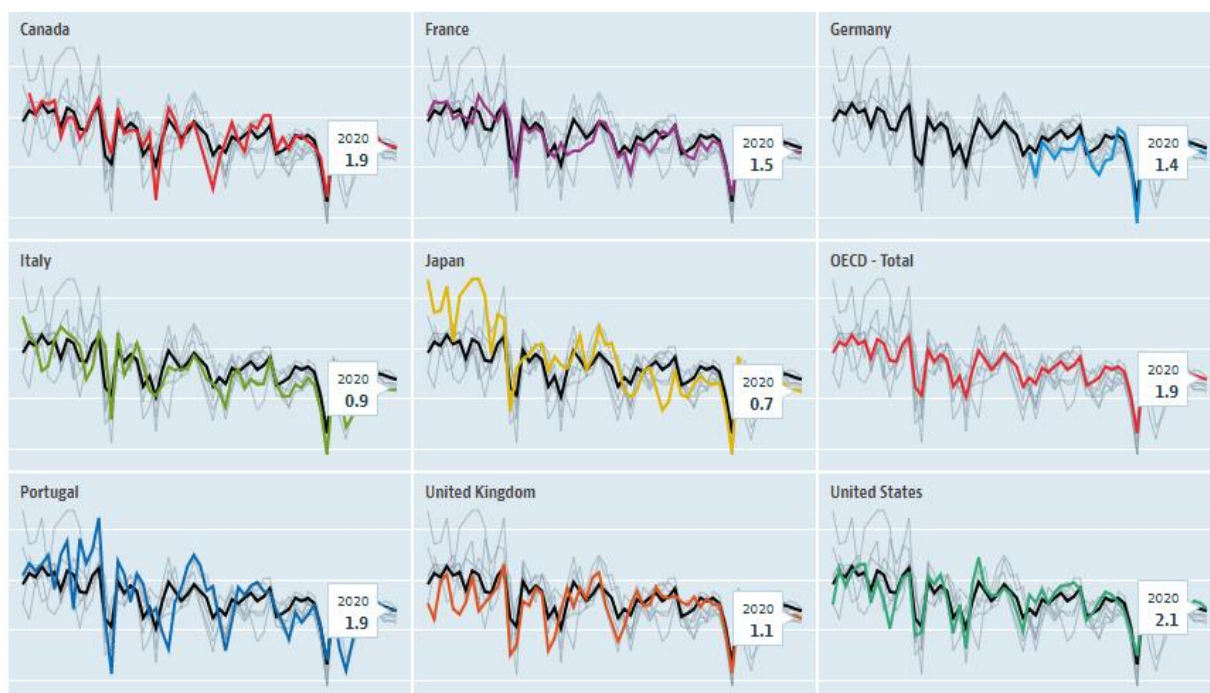 Canada
France
Germany
2020
1.9
2020
1.5
2020
1.4
Italy
Japan
OECD - Total
2020
0.9
2020
0.7
2020
1.9
Portugal
United Kingdom
United States
2020
1.9
2020
1.1
2020
2.1